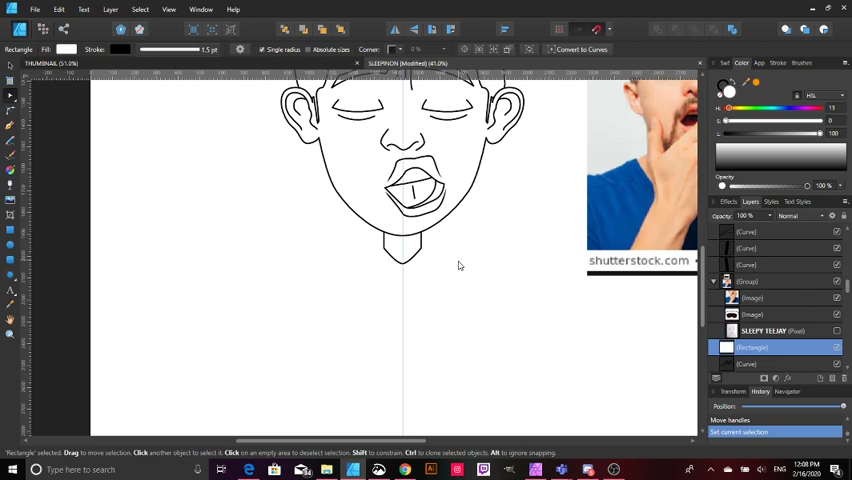 File Edit Text Layer Select View Window Help
Rectangle Fill: Stroke: 1.5 pt Single radius Absolute sizes Corner: 0 % Convert to Curves
THUMBNAIL (51.0%) × SLEEPINON [Modified] (41.0%) ×
Swt Color App Stc Brushes
HSL
H: 13
S: 0
L: 100
Opacity
100 %
Effects Layers Styles Text Styles
Opacity: 100 % Normal
(Curve)
(Curve)
(Curve)
(Group)
(Image)
(Image)
SLEEPY TEEJAY (Pixel)
(Rectangle)
(Curve)
Transform History Navigator
Position:
Move handles
Set current selection
shutterstock.com •
'Rectangle' selected. Drag to move selection. Click another object to select it. Click on an empty area to deselect selection. Shift to constrain. Ctrl to clone selected objects. Alt to ignore snapping.
Type here to search
ENG
12:08 PM
2/16/2020